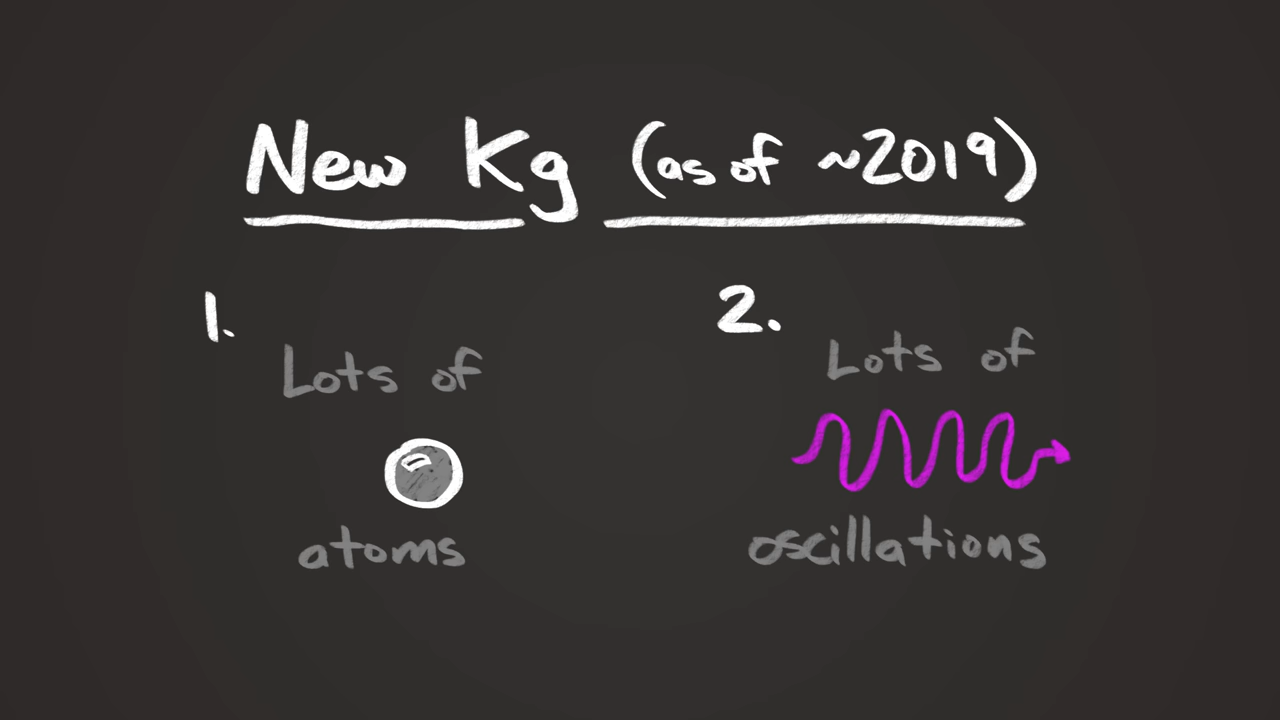 New Kg (as of ~2019)
1.
Lots of
atoms
2.
Lots of
oscillations